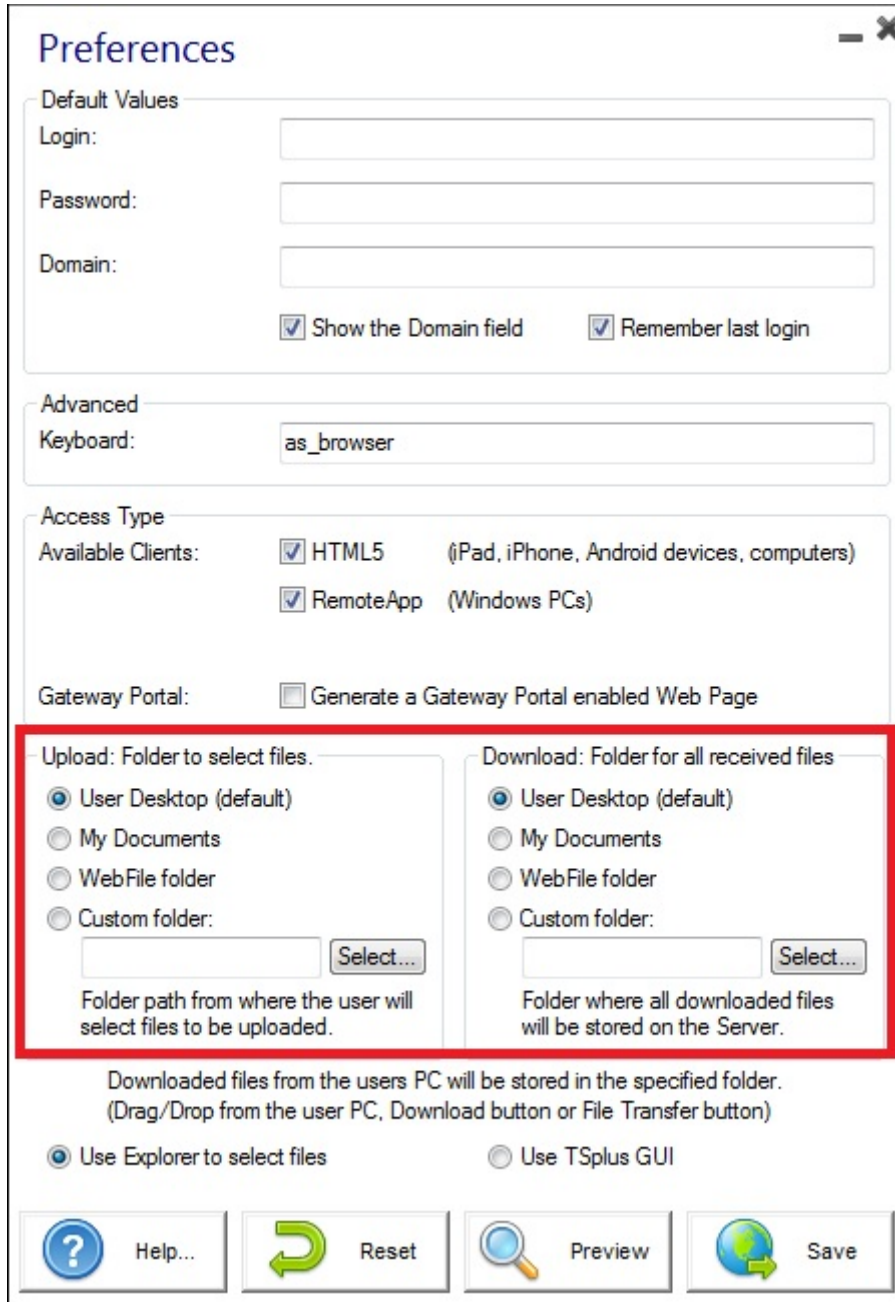 Preferences
Default Values
Login:
Password:
Domain:
Show the Domain field Remember last login
Advanced
Keyboard: as_browser
Access Type
Available Clients: HTML5 (iPad, iPhone, Android devices, computers)
RemoteApp (Windows PCs)
Gateway Portal: Generate a Gateway Portal enabled Web Page
Upload: Folder to select files.
User Desktop (default)
My Documents
WebFile folder
Custom folder:
Select...
Folder path from where the user will
select files to be uploaded.
Download: Folder for all received files
User Desktop (default)
My Documents
WebFile folder
Custom folder:
Select...
Folder where all downloaded files
will be stored on the Server.
Downloaded files from the users PC will be stored in the specified folder.
(Drag/Drop from the user PC, Download button or File Transfer button)
Use Explorer to select files Use TSplus GUI
? Help... Reset Preview Save